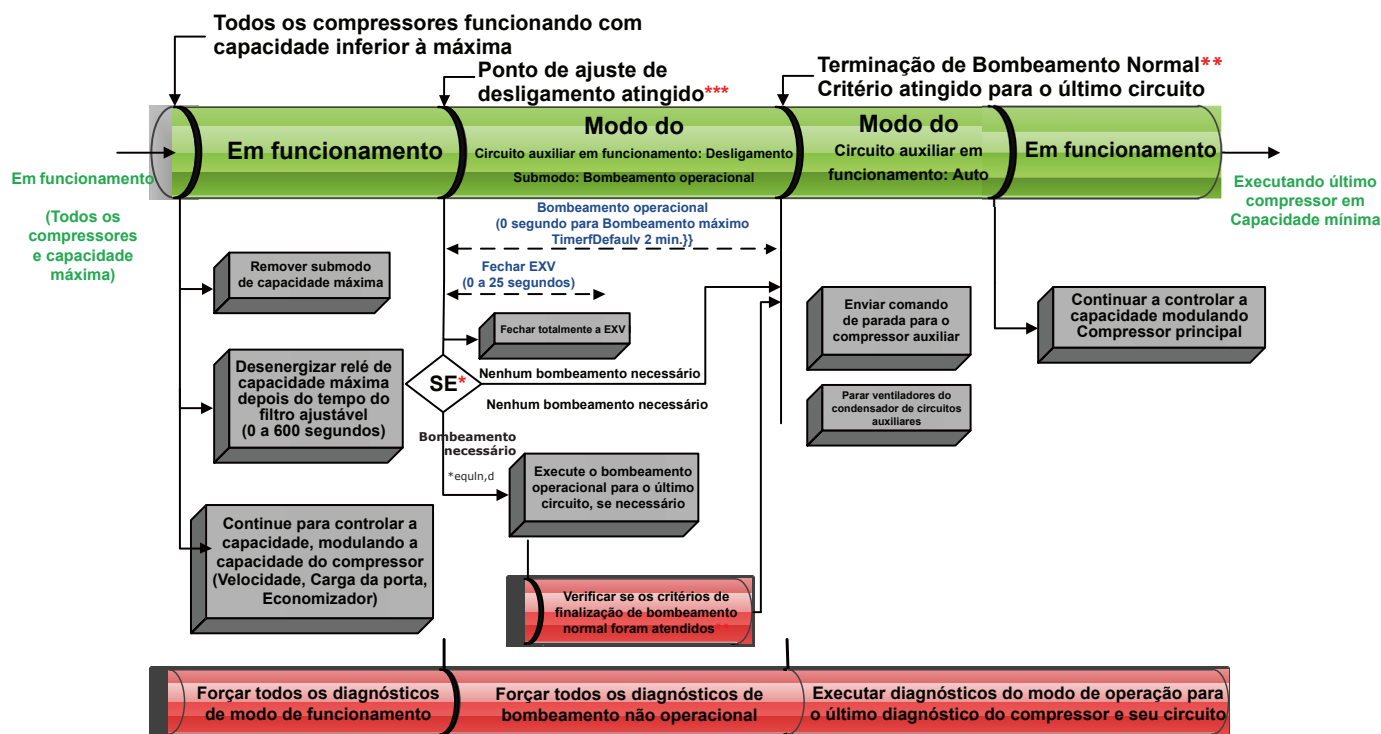 Todos os compressores funcionando com
capacidade inferior à máxima
Ponto de ajuste de
desligamento atingido***
Terminação de Bombeamento Normal**
Critério atingido para o último circuito
Em funcionamento
(Todos os
compressores
e capacidade
máxima)
Em funcionamento
Modo do
Circuito auxiliar em funcionamento: Desligamento
Submodo: Bombeamento operacional
Modo do
Circuito auxiliar em
funcionamento: Auto
Em funcionamento
Executando último
compressor em
Capacidade mínima
Bombeamento operacional
(0 segundo para Bombeamento máximo
TimerfDefaulv 2 min.}}
Fechar EXV
(0 a 25 segundos)
Remover submodo
de capacidade máxima
Desenergizar relé de
capacidade máxima
depois do tempo do
filtro ajustável
(0 a 600 segundos)
Continue para controlar a
capacidade, modulando a
capacidade do compressor
(Velocidade, Carga da porta,
Economizador)
Fechar totalmente a EXV
SE*
Nenhum bombeamento necessário
Nenhum bombeamento necessário
Bombeamento
necessário
*equln,d
Execute o bombeamento
operacional para o último
circuito, se necessário
Verificar se os critérios de
finalização de bombeamento
normal foram atendidos**
Enviar comando
de parada para o
compressor auxiliar
Parar ventiladores do
condensador de circuitos
auxiliares
Continuar a controlar a
capacidade modulando
Compressor principal
Forçar todos os diagnósticos
de modo de funcionamento
Forçar todos os diagnósticos de
bombeamento não operacional
Executar diagnósticos do modo de operação para
o último diagnóstico do compressor e seu circuito